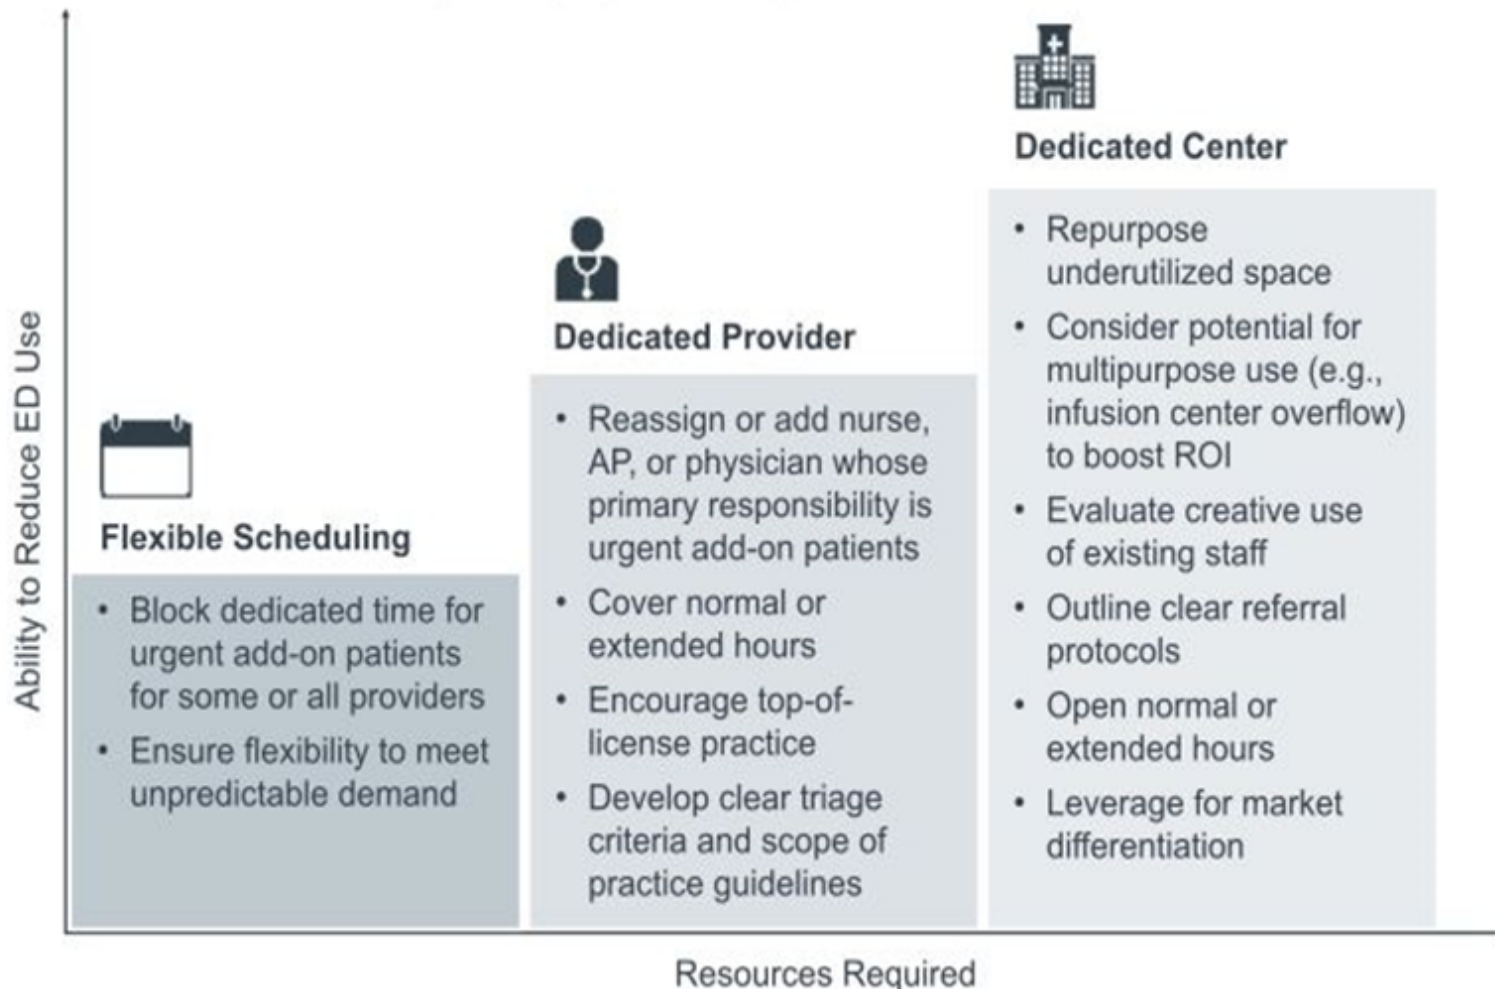 Ability to Reduce ED Use
Flexible Scheduling
• Block dedicated time for
urgent add-on patients
for some or all providers
• Ensure flexibility to meet
unpredictable demand
Dedicated Provider
• Reassign or add nurse,
AP, or physician whose
primary responsibility is
urgent add-on patients
• Cover normal or
extended hours
• Encourage top-of-
license practice
• Develop clear triage
criteria and scope of
practice guidelines
Dedicated Center
• Repurpose
underutilized space
• Consider potential for
multipurpose use (e.g.,
infusion center overflow)
to boost ROI
• Evaluate creative use
of existing staff
• Outline clear referral
protocols
• Open normal or
extended hours
• Leverage for market
differentiation
Resources Required